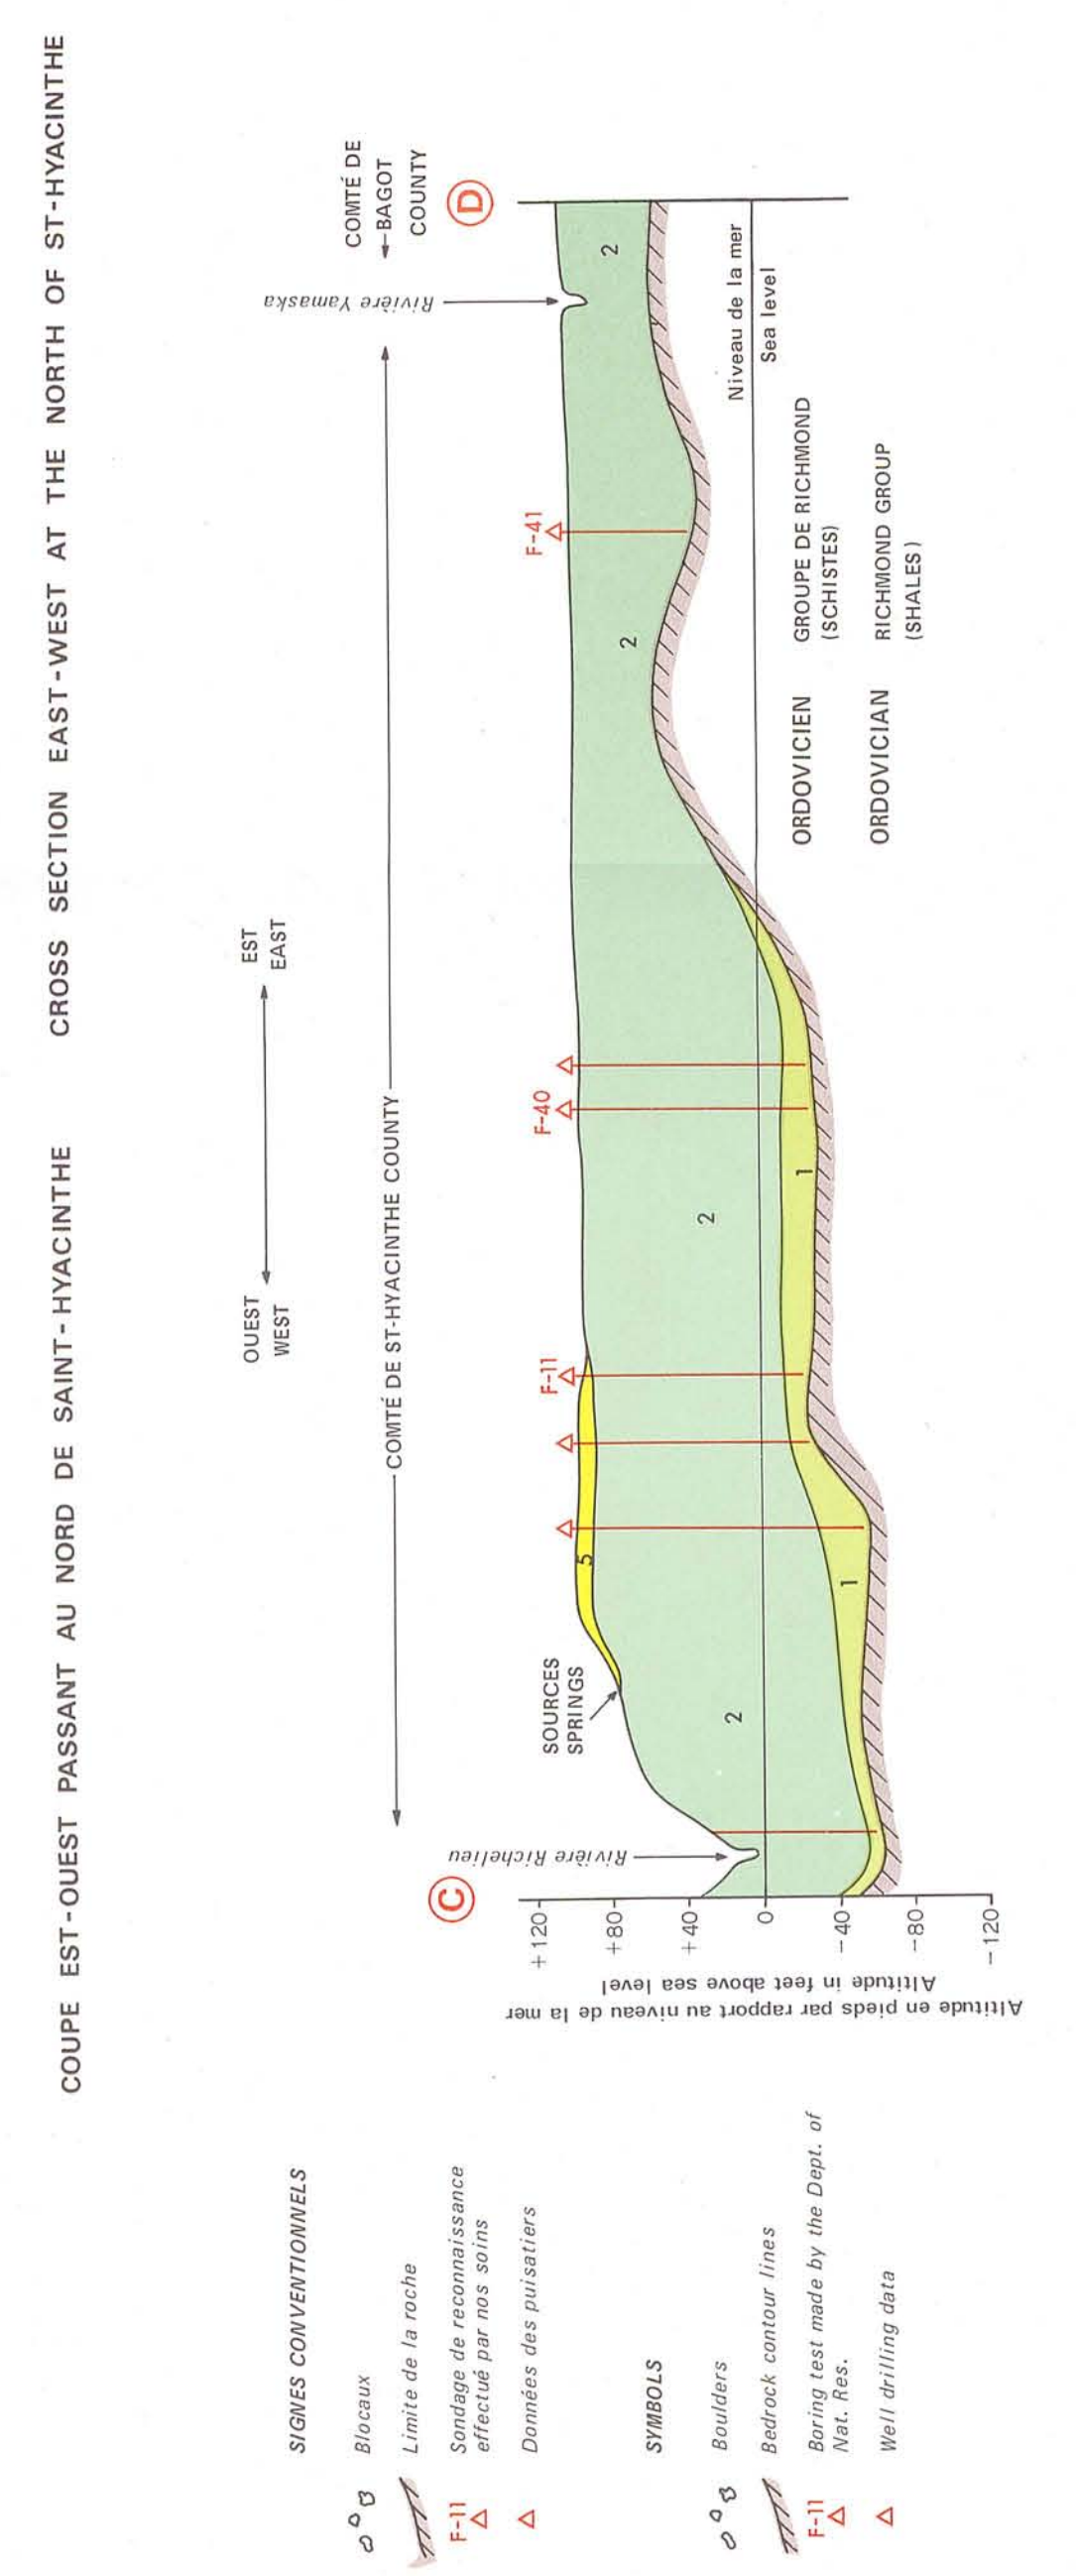 COUPE EST-OUEST PASSANT AU NORD DE SAINT-HYACINTHE
CROSS SECTION EAST-WEST AT THE NORTH OF ST-HYACINTHE
OUEST
WEST
EST
EAST
COMTÉ DE ST-HYACINTHE COUNTY
COMTÉ DE
BAGOT
COUNTY
C
D
Rivière Richelieu
Rivière Yamaska
SOURCES
SPRINGS
F-11
F-40
F-41
5
2
2
2
2
1
1
Niveau de la mer
Sea level
ORDOVICIEN
GROUPE DE RICHMOND
(SCHISTES)
ORDOVICIAN
RICHMOND GROUP
(SHALES)
+120
+80
+40
0
-40
-80
-120
Altitude en pieds par rapport au niveau de la mer
Altitude in feet above sea level
SIGNES CONVENTIONNELS
Blocaux
Limite de la roche
F-11
Sondage de reconnaissance
effectué par nos soins
Données des puisatiers
SYMBOLS
Boulders
Bedrock contour lines
F-11
Boring test made by the Dept. of
Nat. Res.
Well drilling data